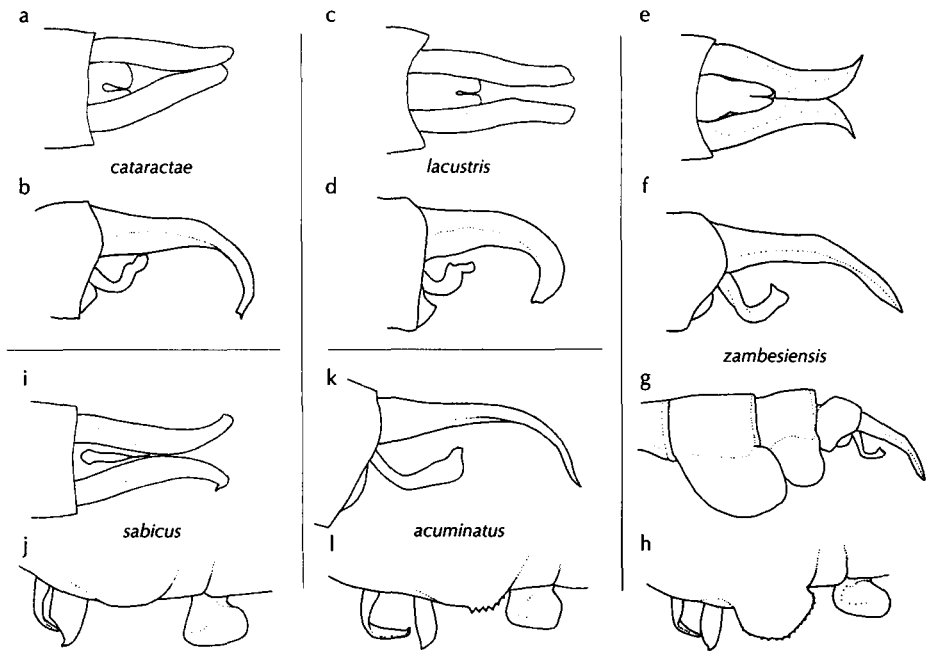 a
c
e
cataractae
lacustris
b
d
f
zambesiensis
i
k
g
sabicus
acuminatus
j
l
h